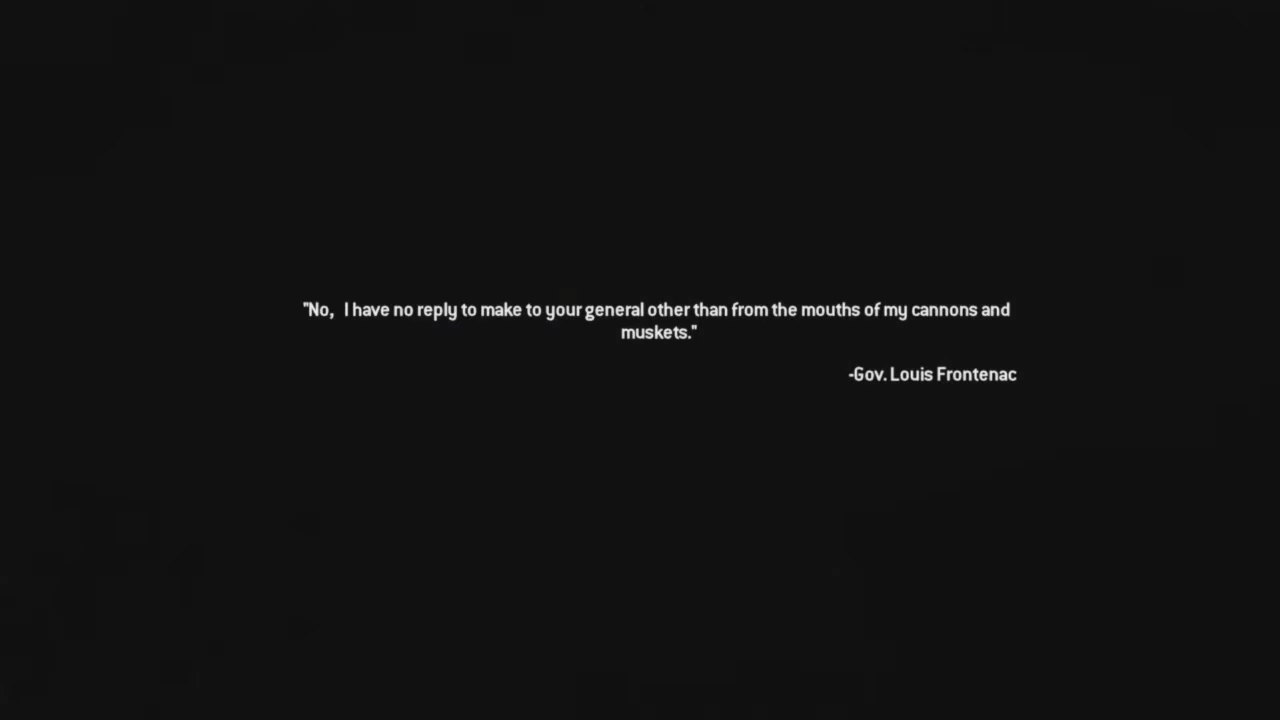 "No,  I have no reply to make to your general other than from the mouths of my cannons and
muskets."
-Gov. Louis Frontenac